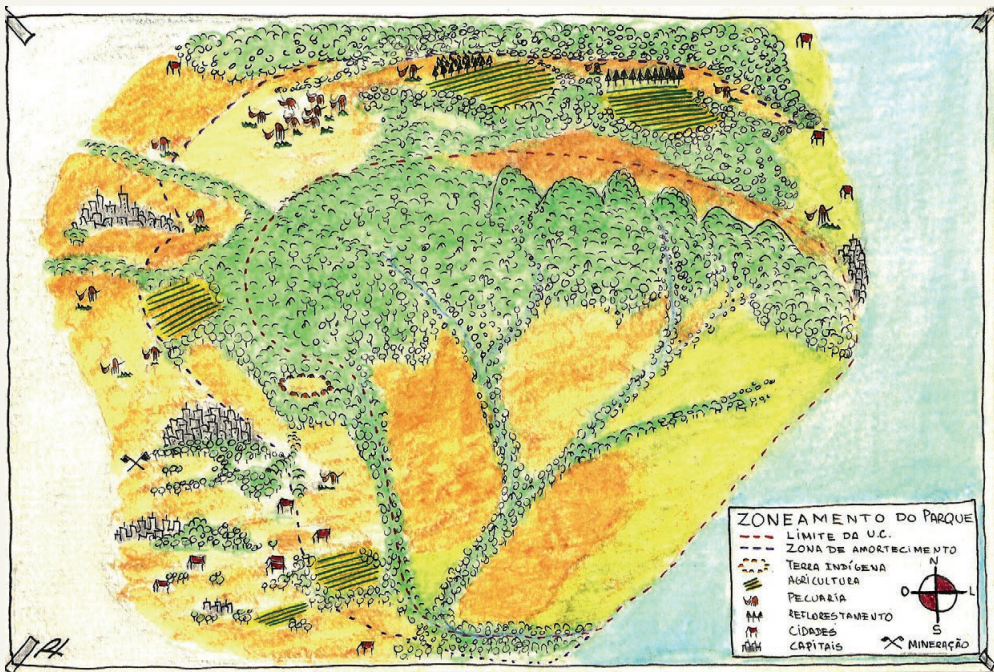 ZONEAMENTO DO PARQUE
LIMITE DA U.C.
ZONA DE AMORTECIMENTO
TERRA INDÍGENA
AGRICULTURA
PECUÁRIA
REFLORESTAMENTO
CIDADES
CAPITAIS
N
O L
S
MINERAÇÃO